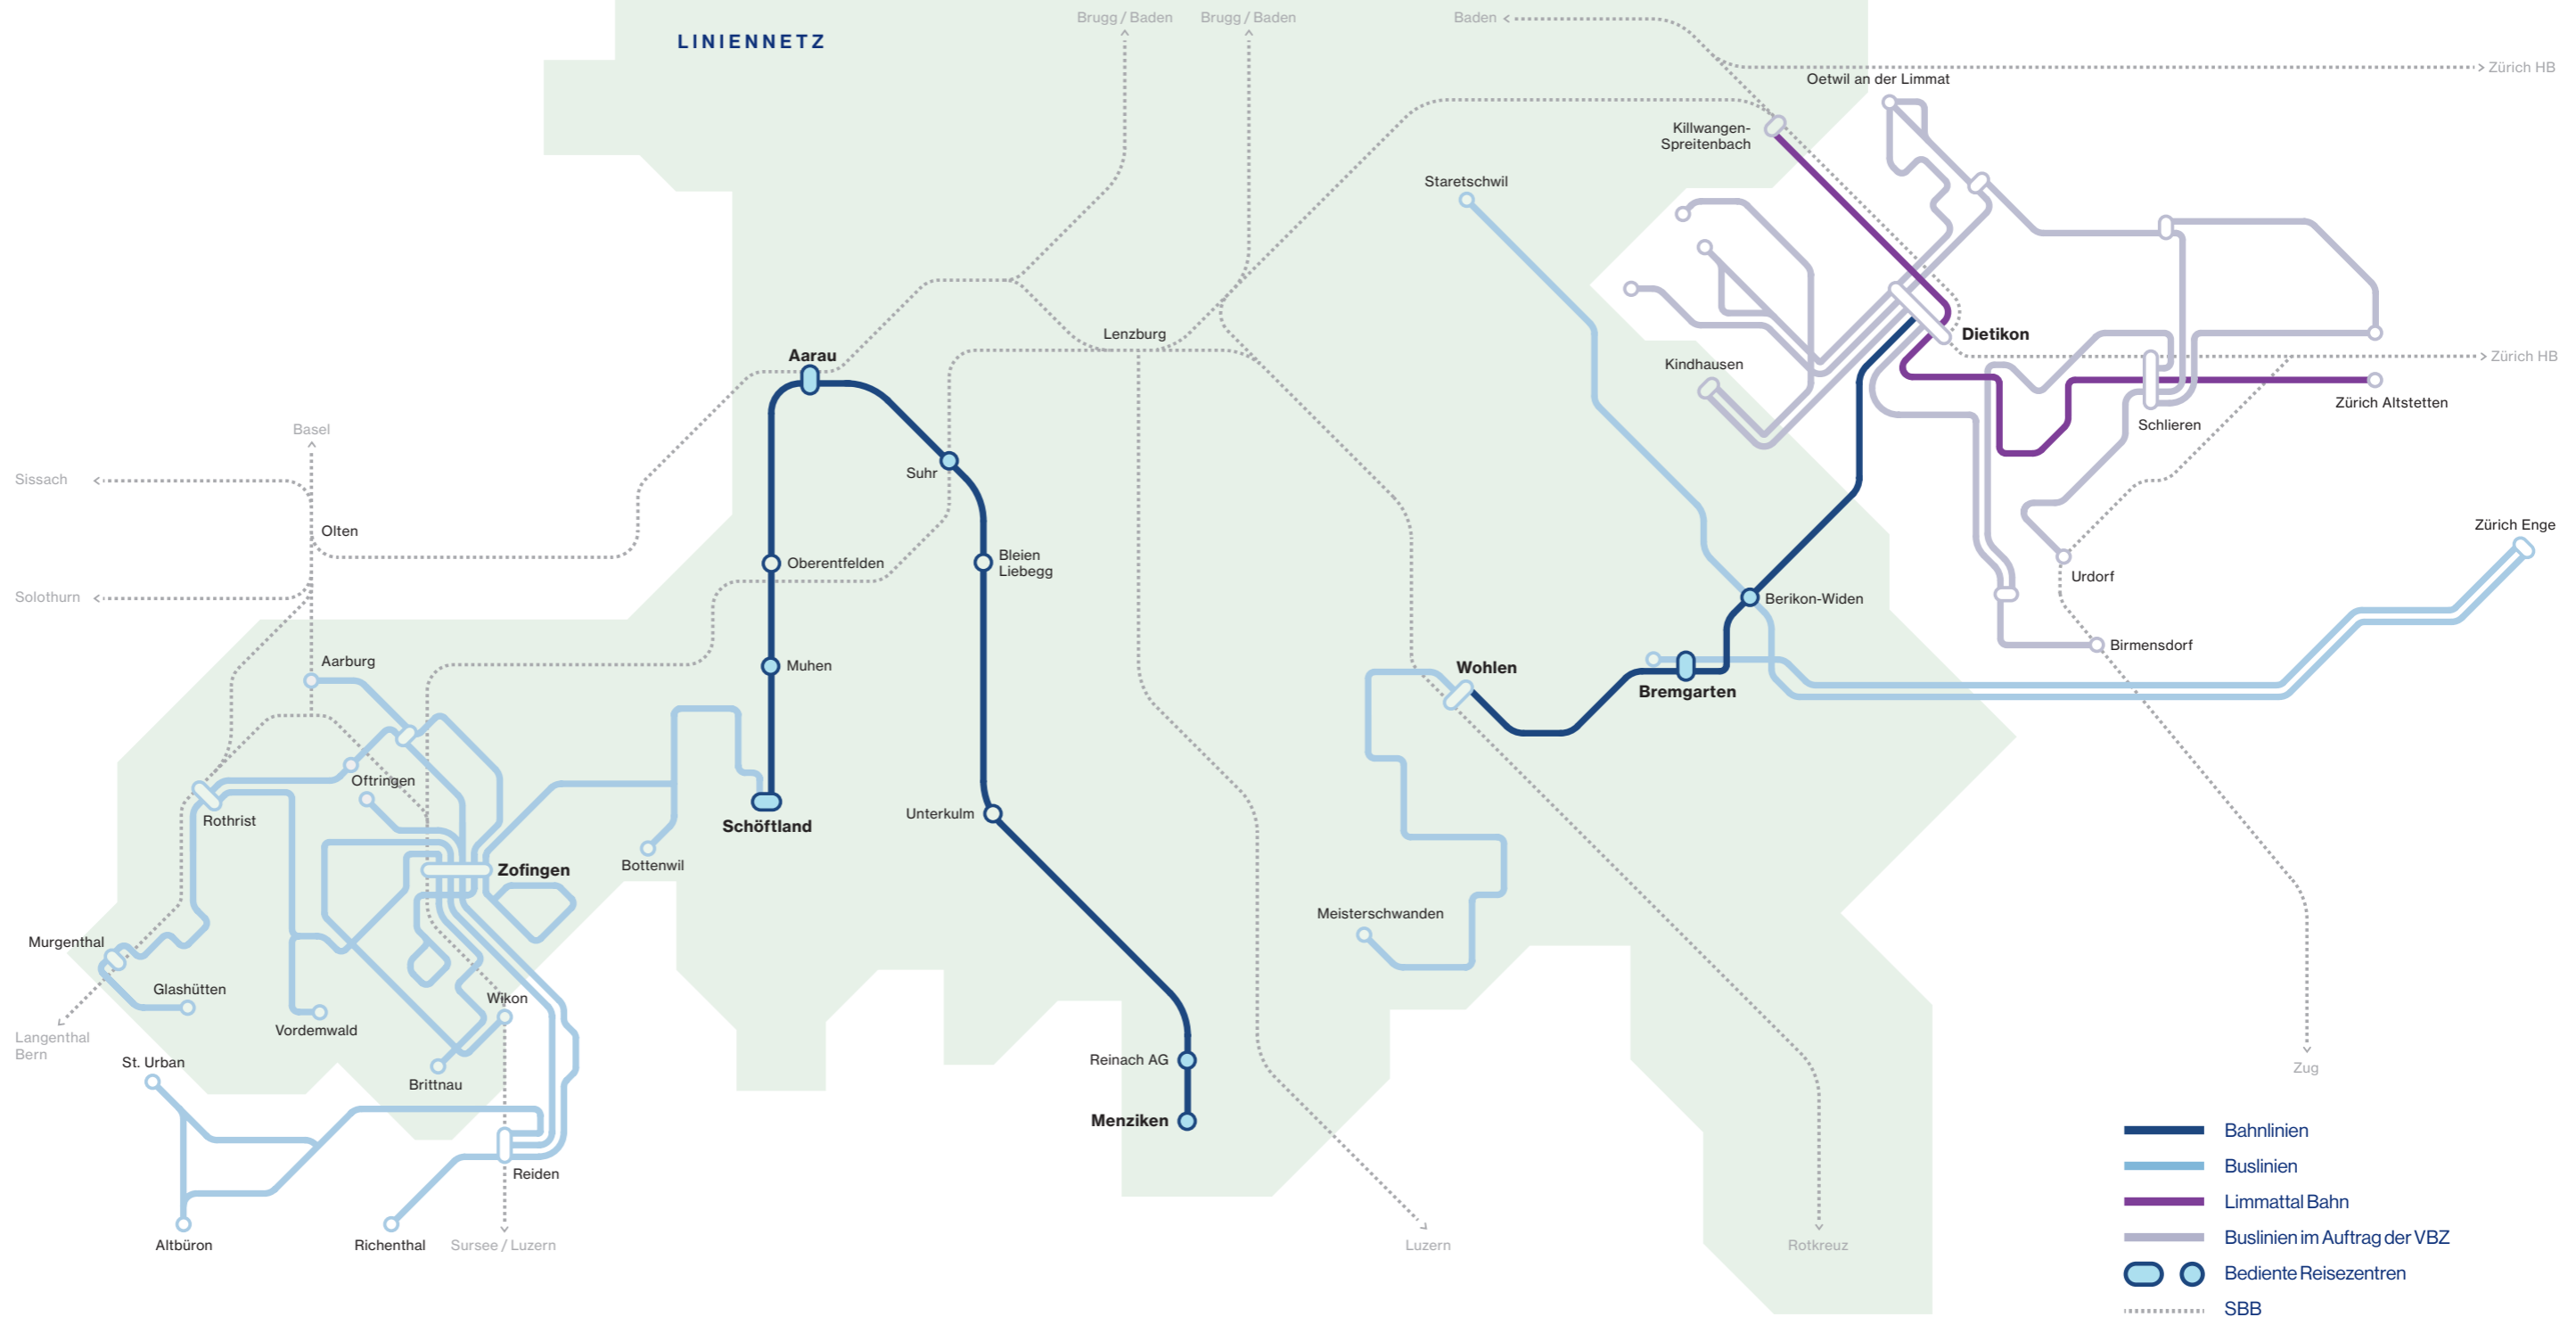 LINIENNETZ
Brugg / Baden
Brugg / Baden
Baden
Zürich HB
Oetwil an der Limmat
Killwangen-
Spreitenbach
Staretschwil
Lenzburg
Dietikon
Aarau
Zürich HB
Kindhausen
Zürich Altstetten
Schlieren
Basel
Suhr
Sissach
Olten
Zürich Enge
Bleien
Liebegg
Oberentfelden
Urdorf
Solothurn
Berikon-Widen
Birmensdorf
Aarburg
Muhen
Wohlen
Bremgarten
Oftringen
Rothrist
Unterkulm
Schöftland
Bottenwil
Zofingen
Meisterschwanden
Murgenthal
Glashütten
Wikon
Vordemwald
Langenthal
Bern
St. Urban
Brittnau
Reinach AG
Zug
Menziken
Reiden
Altbüron
Richenthal
Sursee / Luzern
Luzern
Rotkreuz
Bahnlinien
Buslinien
Limmattal Bahn
Buslinien im Auftrag der VBZ
Bediente Reisezentren
SBB